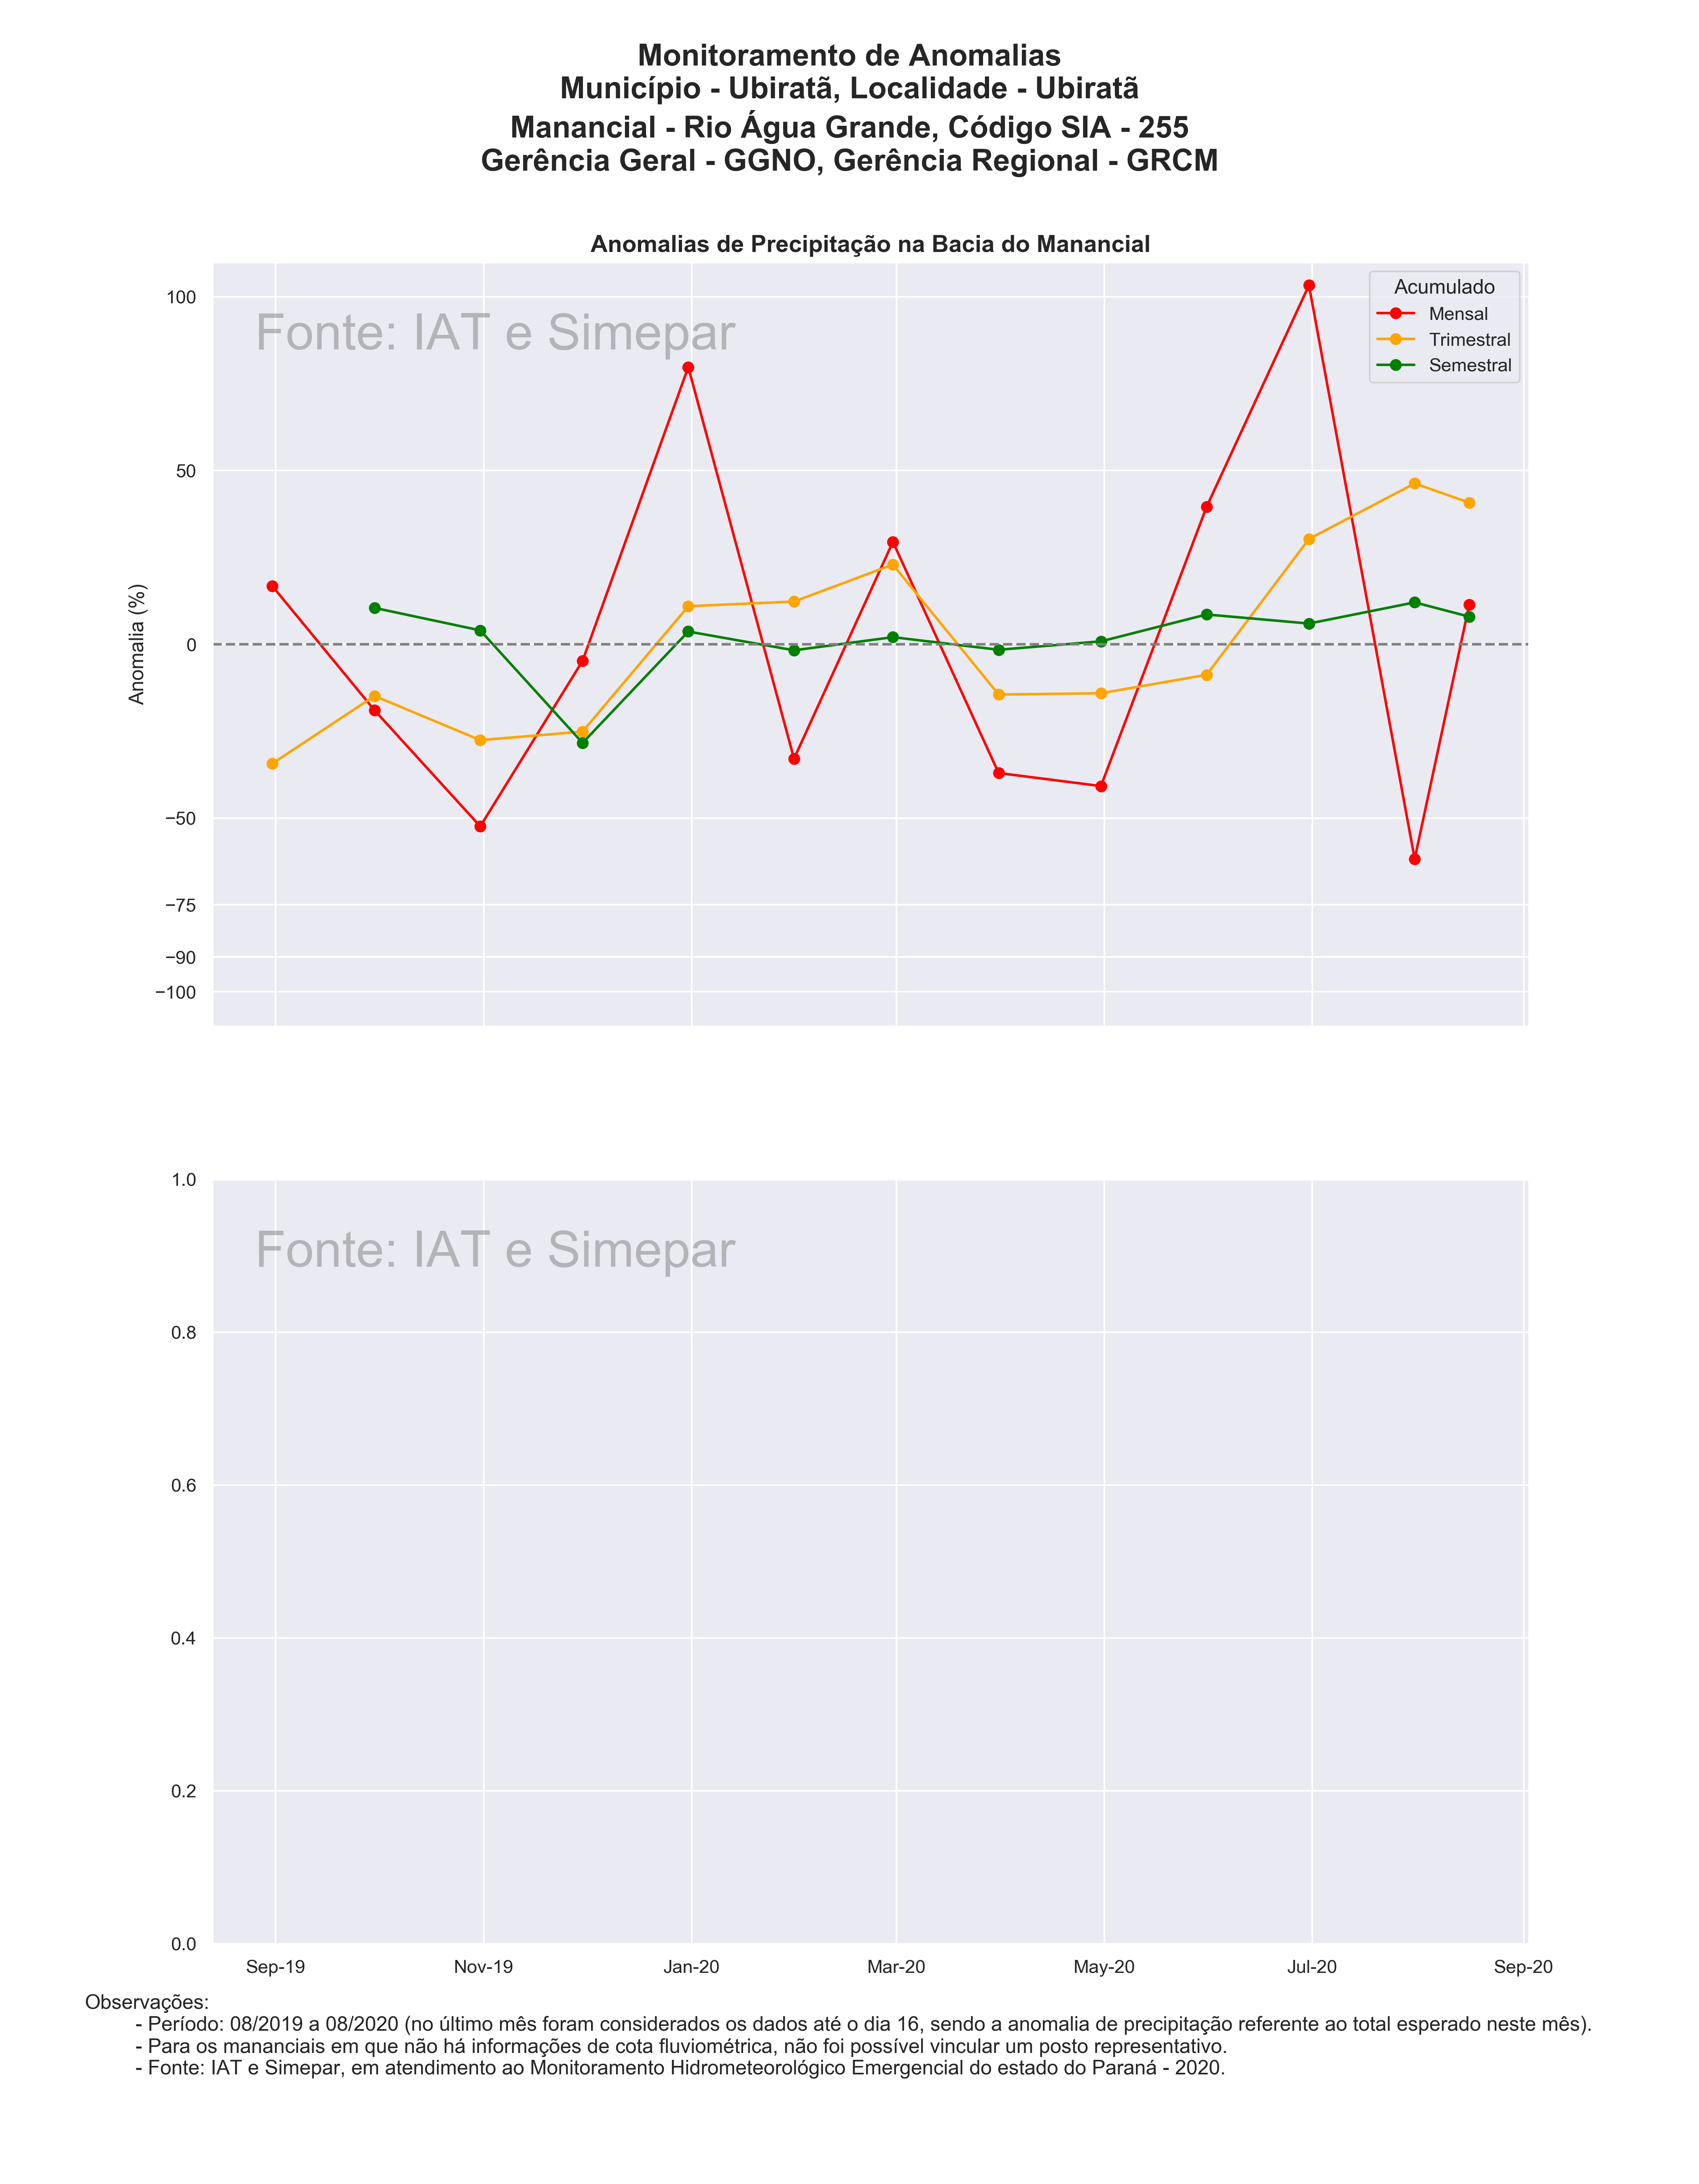 Monitoramento de Anomalias
Município - Ubiratã, Localidade - Ubiratã
Manancial - Rio Água Grande, Código SIA - 255
Gerência Geral - GGNO, Gerência Regional - GRCM
Anomalias de Precipitação na Bacia do Manancial
Fonte: IAT e Simepar
Acumulado
Mensal
Trimestral
Semestral
Anomalia (%)
100
50
0
−50
−75
−90
−100
Fonte: IAT e Simepar
1.0
0.8
0.6
0.4
0.2
0.0
Sep-19 Nov-19 Jan-20 Mar-20 May-20 Jul-20 Sep-20
Observações:
- Período: 08/2019 a 08/2020 (no último mês foram considerados os dados até o dia 16, sendo a anomalia de precipitação referente ao total esperado neste mês).
- Para os mananciais em que não há informações de cota fluviométrica, não foi possível vincular um posto representativo.
- Fonte: IAT e Simepar, em atendimento ao Monitoramento Hidrometeorológico Emergencial do estado do Paraná - 2020.